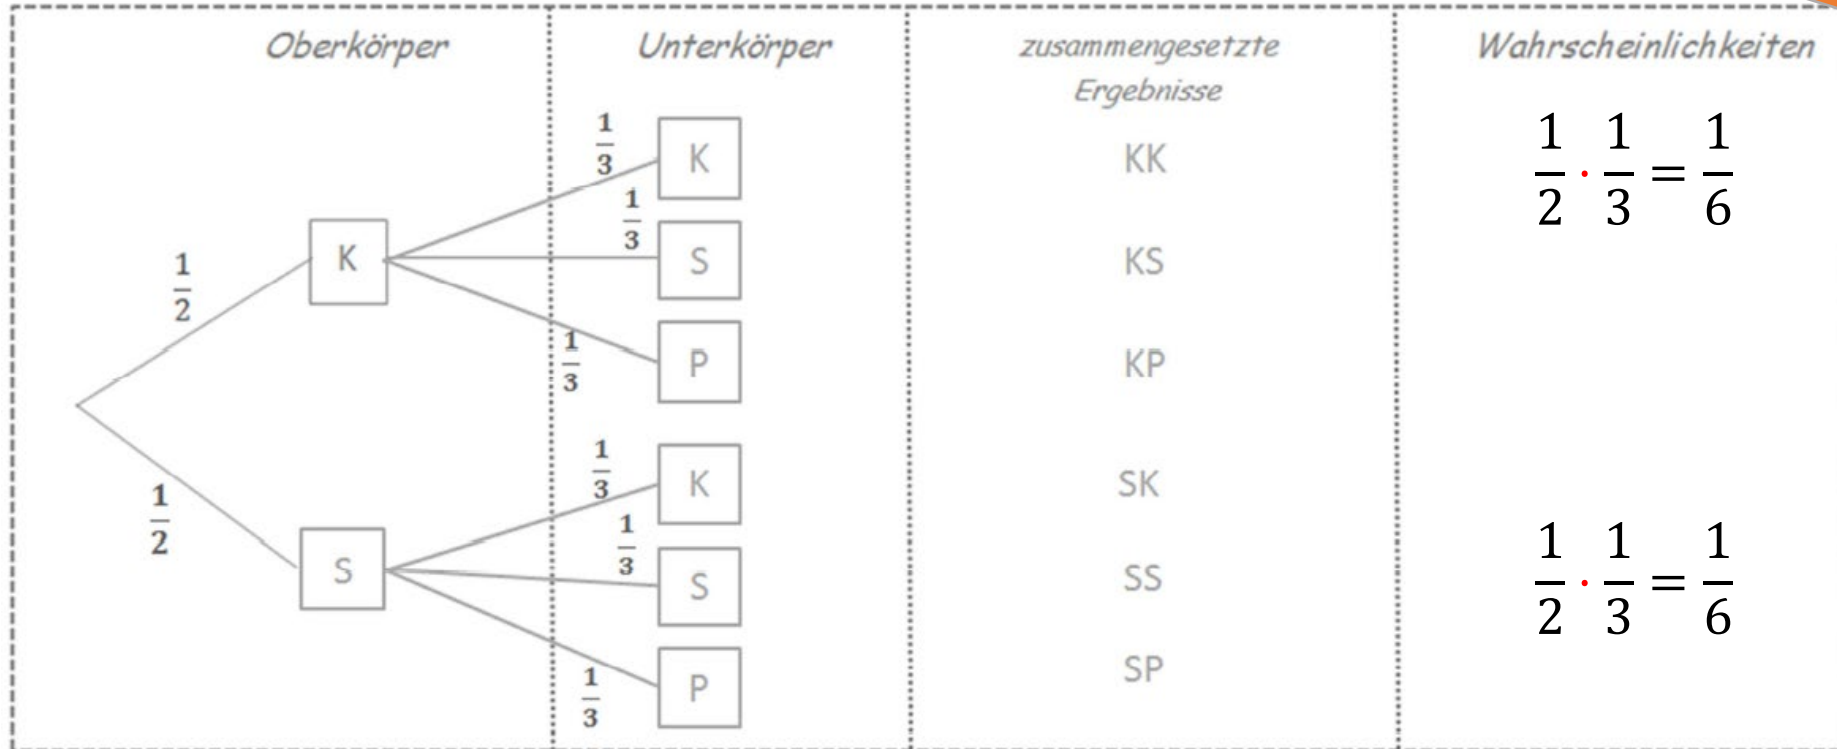 Oberkörper Unterkörper zusammengesetzte Ergebnisse Wahrscheinlichkeiten
1/3 K KK 1/2 · 1/3 = 1/6
1/3 S KS
1/2 K
1/3 P KP
1/3 K SK
1/2 S
1/3 S SS 1/2 · 1/3 = 1/6
1/3 P SP